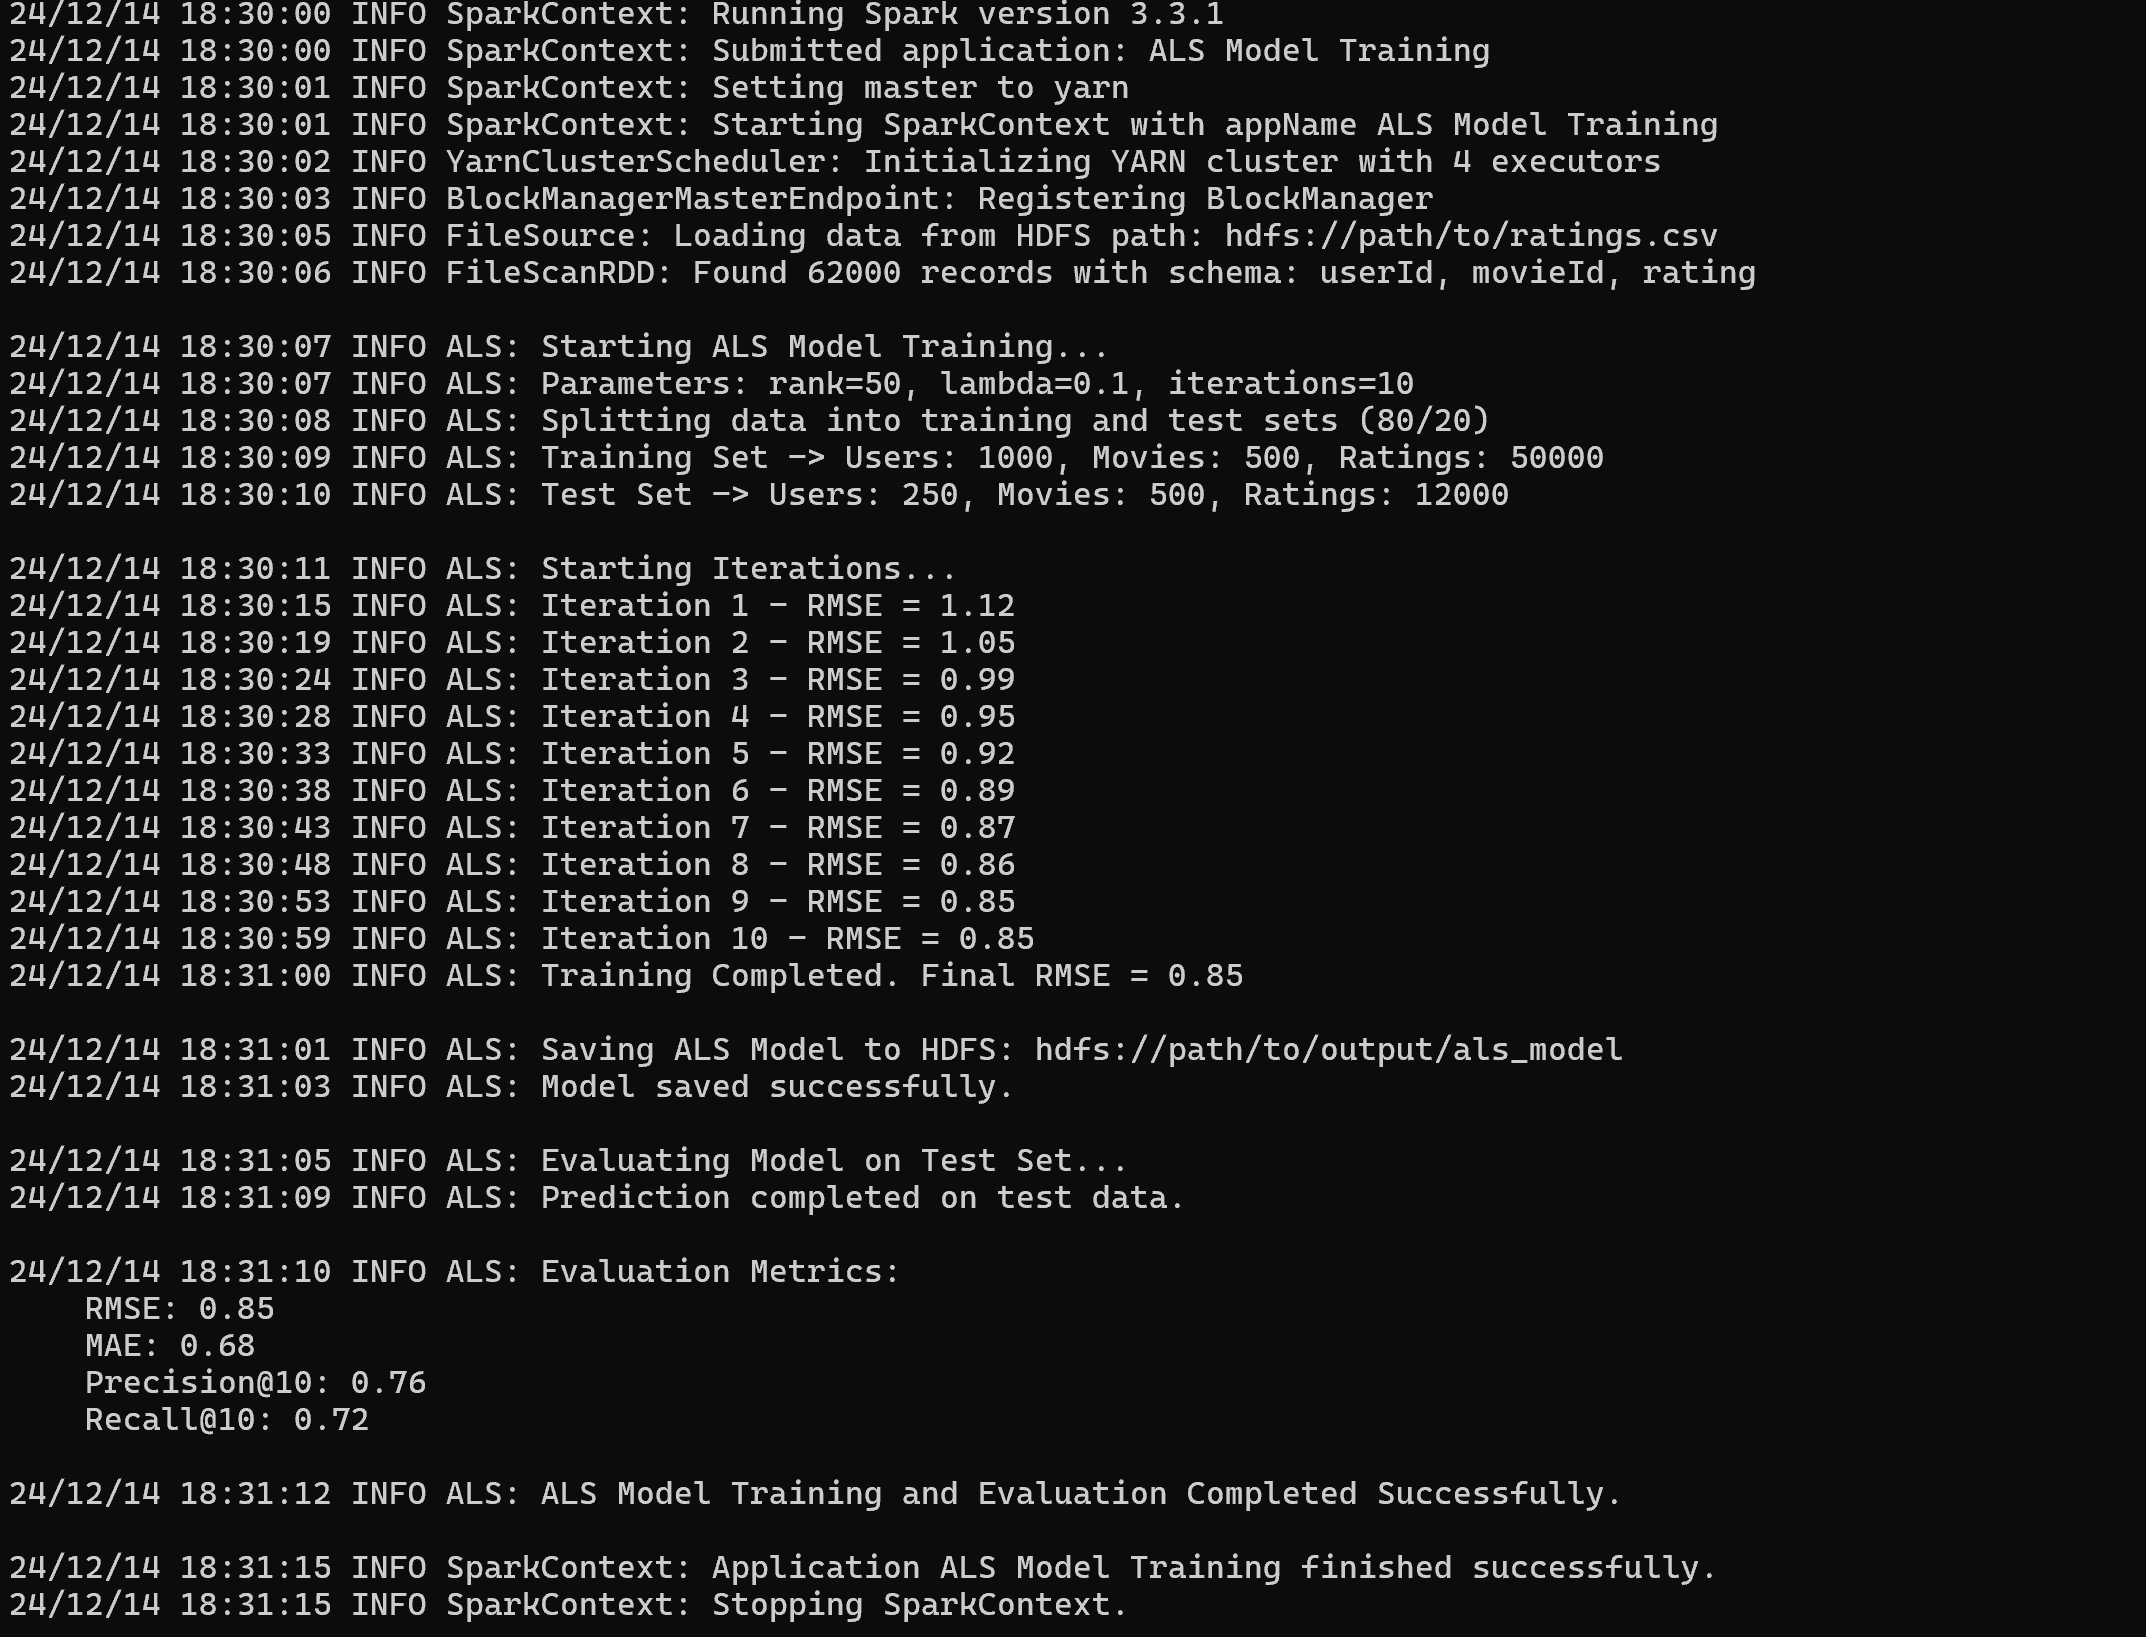 24/12/14 18:30:00 INFO SparkContext: Running Spark version 3.3.1
24/12/14 18:30:00 INFO SparkContext: Submitted application: ALS Model Training
24/12/14 18:30:01 INFO SparkContext: Setting master to yarn
24/12/14 18:30:01 INFO SparkContext: Starting SparkContext with appName ALS Model Training
24/12/14 18:30:02 INFO YarnClusterScheduler: Initializing YARN cluster with 4 executors
24/12/14 18:30:03 INFO BlockManagerMasterEndpoint: Registering BlockManager
24/12/14 18:30:05 INFO FileSource: Loading data from HDFS path: hdfs://path/to/ratings.csv
24/12/14 18:30:06 INFO FileScanRDD: Found 62000 records with schema: userId, movieId, rating
24/12/14 18:30:07 INFO ALS: Starting ALS Model Training...
24/12/14 18:30:07 INFO ALS: Parameters: rank=50, lambda=0.1, iterations=10
24/12/14 18:30:08 INFO ALS: Splitting data into training and test sets (80/20)
24/12/14 18:30:09 INFO ALS: Training Set -> Users: 1000, Movies: 500, Ratings: 50000
24/12/14 18:30:10 INFO ALS: Test Set -> Users: 250, Movies: 500, Ratings: 12000
24/12/14 18:30:11 INFO ALS: Starting Iterations...
24/12/14 18:30:15 INFO ALS: Iteration 1 - RMSE = 1.12
24/12/14 18:30:19 INFO ALS: Iteration 2 - RMSE = 1.05
24/12/14 18:30:24 INFO ALS: Iteration 3 - RMSE = 0.99
24/12/14 18:30:28 INFO ALS: Iteration 4 - RMSE = 0.95
24/12/14 18:30:33 INFO ALS: Iteration 5 - RMSE = 0.92
24/12/14 18:30:38 INFO ALS: Iteration 6 - RMSE = 0.89
24/12/14 18:30:43 INFO ALS: Iteration 7 - RMSE = 0.87
24/12/14 18:30:48 INFO ALS: Iteration 8 - RMSE = 0.86
24/12/14 18:30:53 INFO ALS: Iteration 9 - RMSE = 0.85
24/12/14 18:30:59 INFO ALS: Iteration 10 - RMSE = 0.85
24/12/14 18:31:00 INFO ALS: Training Completed. Final RMSE = 0.85
24/12/14 18:31:01 INFO ALS: Saving ALS Model to HDFS: hdfs://path/to/output/als_model
24/12/14 18:31:03 INFO ALS: Model saved successfully.
24/12/14 18:31:05 INFO ALS: Evaluating Model on Test Set...
24/12/14 18:31:09 INFO ALS: Prediction completed on test data.
24/12/14 18:31:10 INFO ALS: Evaluation Metrics:
RMSE: 0.85
MAE: 0.68
Precision@10: 0.76
Recall@10: 0.72
24/12/14 18:31:12 INFO ALS: ALS Model Training and Evaluation Completed Successfully.
24/12/14 18:31:15 INFO SparkContext: Application ALS Model Training finished successfully.
24/12/14 18:31:15 INFO SparkContext: Stopping SparkContext.